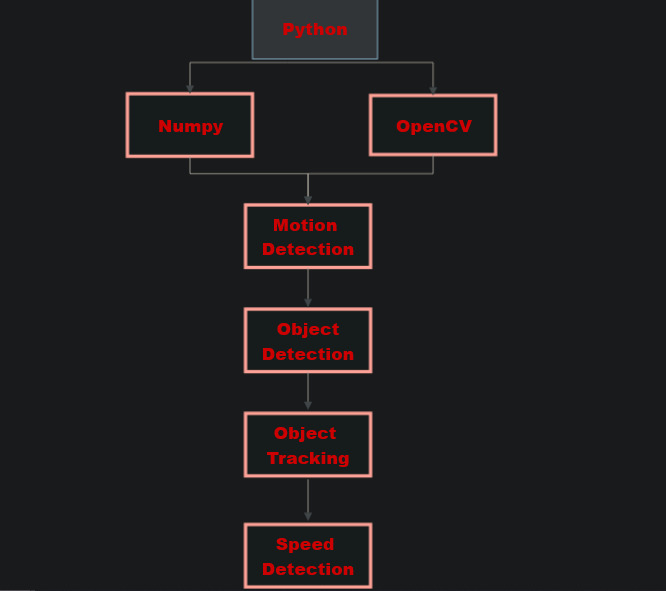 Python
Numpy
OpenCV
Motion
Detection
Object
Detection
Object
Tracking
Speed
Detection